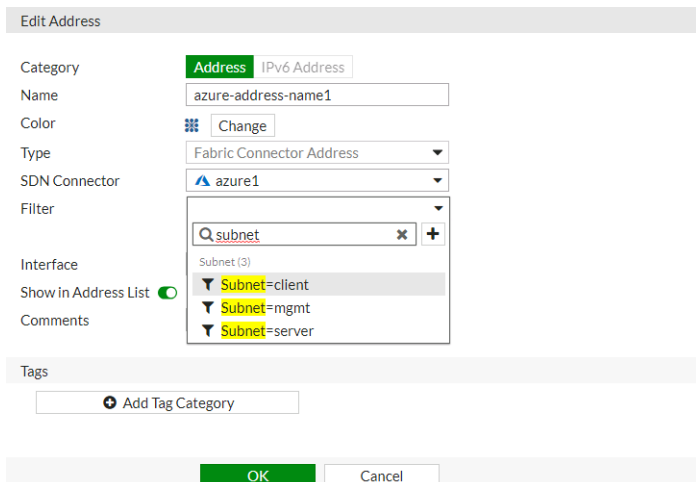 Edit Address
Category Address IPv6 Address
Name azure-address-name1
Color Change
Type Fabric Connector Address
SDN Connector azure1
Filter
subnet
Subnet (3)
Interface
Subnet=client
Show in Address List
Subnet=mgmt
Comments
Subnet=server
Tags
Add Tag Category
OK Cancel